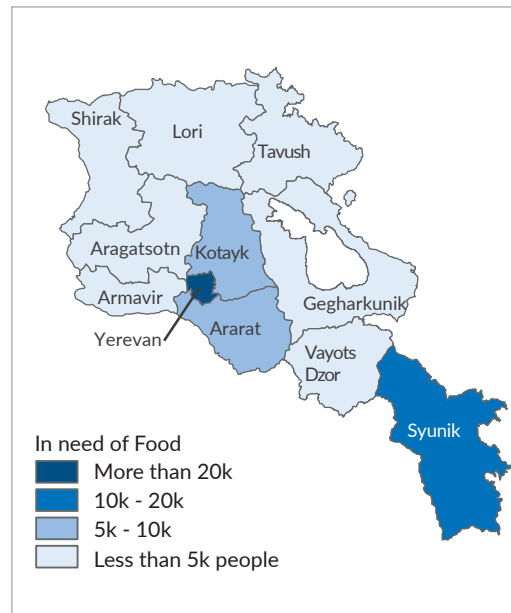 Shirak
Lori
Tavush
Aragatsotn
Kotayk
Armavir
Gegharkunik
Yerevan
Ararat
Vayots
Dzor
Syunik
In need of Food
More than 20k
10k - 20k
5k - 10k
Less than 5k people